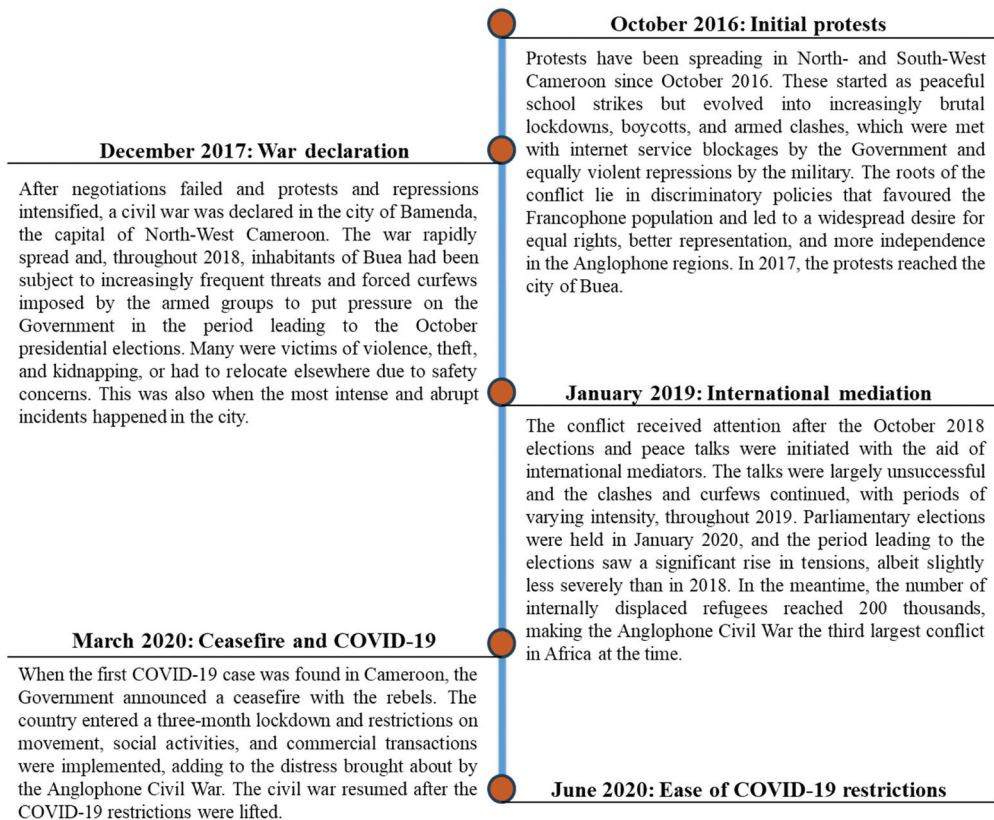 October 2016: Initial protests
Protests have been spreading in North- and South-West
Cameroon since October 2016. These started as peaceful
school strikes but evolved into increasingly brutal
lockdowns, boycotts, and armed clashes, which were met
with internet service blockages by the Government and
equally violent repressions by the military. The roots of the
conflict lie in discriminatory policies that favoured the
Francophone population and led to a widespread desire for
equal rights, better representation, and more independence
in the Anglophone regions. In 2017, the protests reached the
city of Buea.
December 2017: War declaration
After negotiations failed and protests and repressions
intensified, a civil war was declared in the city of Bamenda,
the capital of North-West Cameroon. The war rapidly
spread and, throughout 2018, inhabitants of Buea had been
subject to increasingly frequent threats and forced curfews
imposed by the armed groups to put pressure on the
Government in the period leading to the October
presidential elections. Many were victims of violence, theft,
and kidnapping, or had to relocate elsewhere due to safety
concerns. This was also when the most intense and abrupt
incidents happened in the city.
January 2019: International mediation
The conflict received attention after the October 2018
elections and peace talks were initiated with the aid of
international mediators. The talks were largely unsuccessful
and the clashes and curfews continued, with periods of
varying intensity, throughout 2019. Parliamentary elections
were held in January 2020, and the period leading to the
elections saw a significant rise in tensions, albeit slightly
less severely than in 2018. In the meantime, the number of
internally displaced refugees reached 200 thousands,
making the Anglophone Civil War the third largest conflict
in Africa at the time.
March 2020: Ceasefire and COVID-19
When the first COVID-19 case was found in Cameroon, the
Government announced a ceasefire with the rebels. The
country entered a three-month lockdown and restrictions on
movement, social activities, and commercial transactions
were implemented, adding to the distress brought about by
the Anglophone Civil War. The civil war resumed after the
COVID-19 restrictions were lifted.
June 2020: Ease of COVID-19 restrictions